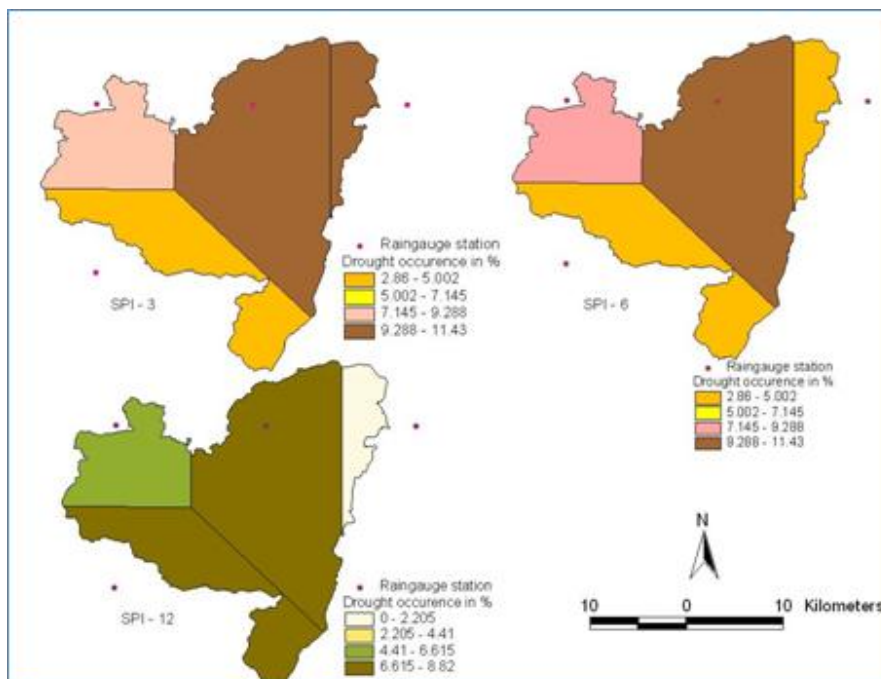 Raingauge station
Drought occurence in %
2.86 - 5.002
5.002 - 7.145
7.145 - 9.288
9.288 - 11.43
SPI - 3
Raingauge station
Drought occurence in %
2.86 - 5.002
5.002 - 7.145
7.145 - 9.288
9.288 - 11.43
SPI - 6
Raingauge station
Drought occurence in %
0 - 2.205
2.205 - 4.41
4.41 - 6.615
6.615 - 8.82
SPI - 12
N
10 0 10 Kilometers